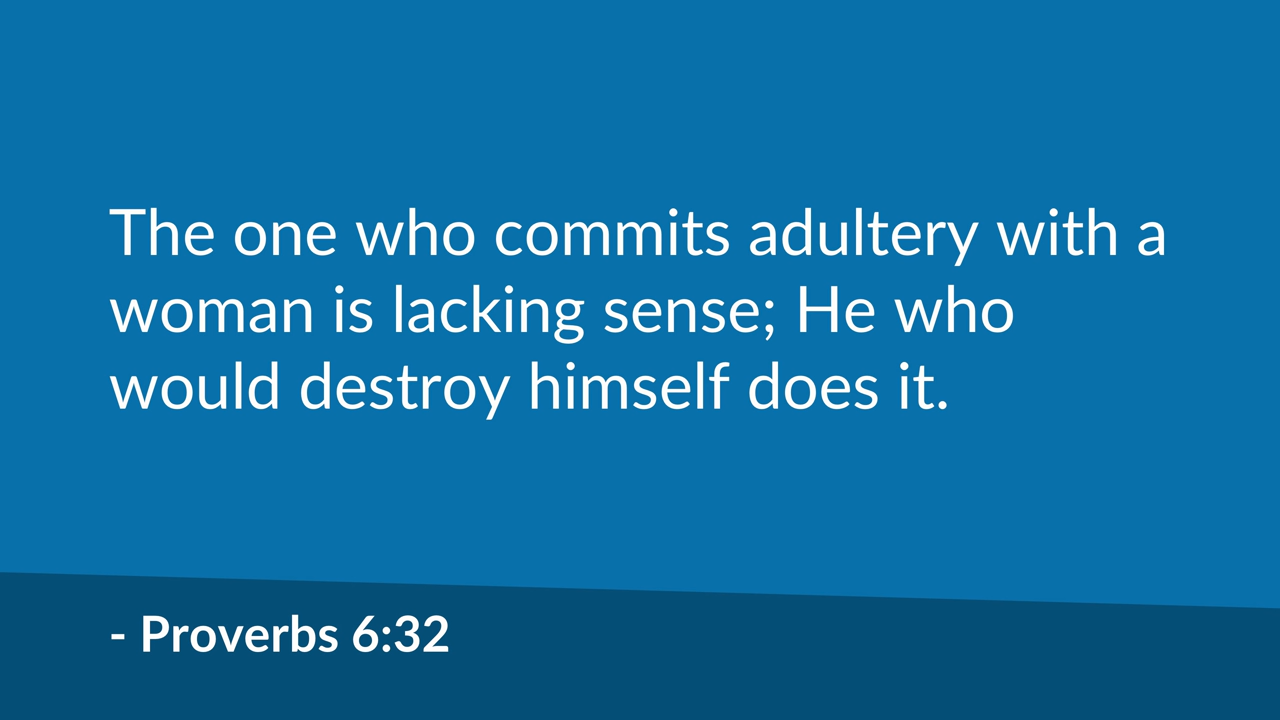 The one who commits adultery with a
woman is lacking sense; He who
would destroy himself does it.
- Proverbs 6:32